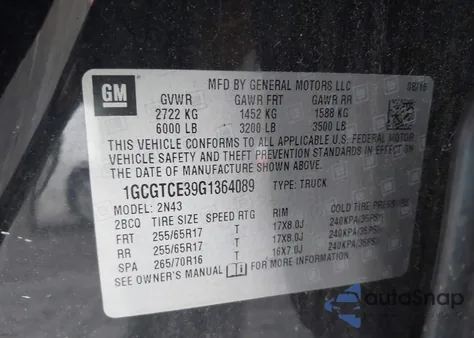 GM
MFD BY GENERAL MOTORS LLC
08/16
GVWR GAWR FRT GAWR RR
2722 KG 1452 KG 1588 KG
6000 LB 3200 LB 3500 LB
THIS VEHICLE CONFORMS TO ALL APPLICABLE U.S. FEDERAL MOTOR
VEHICLE SAFETY AND THEFT PREVENTION STANDARDS IN EFFECT ON
THE DATE OF MANUFACTURE SHOWN ABOVE.
1GCGTCE39G1364089 TYPE: TRUCK
MODEL: 2N43
2BCQ TIRE SIZE SPEED RTG RIM COLD TIRE PRESSURE
FRT 255/65R17 T 17X8.0J 240KPA(35PSI)
RR 255/65R17 T 17X8.0J 240KPA(35PSI)
SPA 265/70R16 T 16X7.0J 240KPA(35PSI)
SEE OWNER'S MANUAL FOR ADDITIONAL INFORMATION.
autoSnap